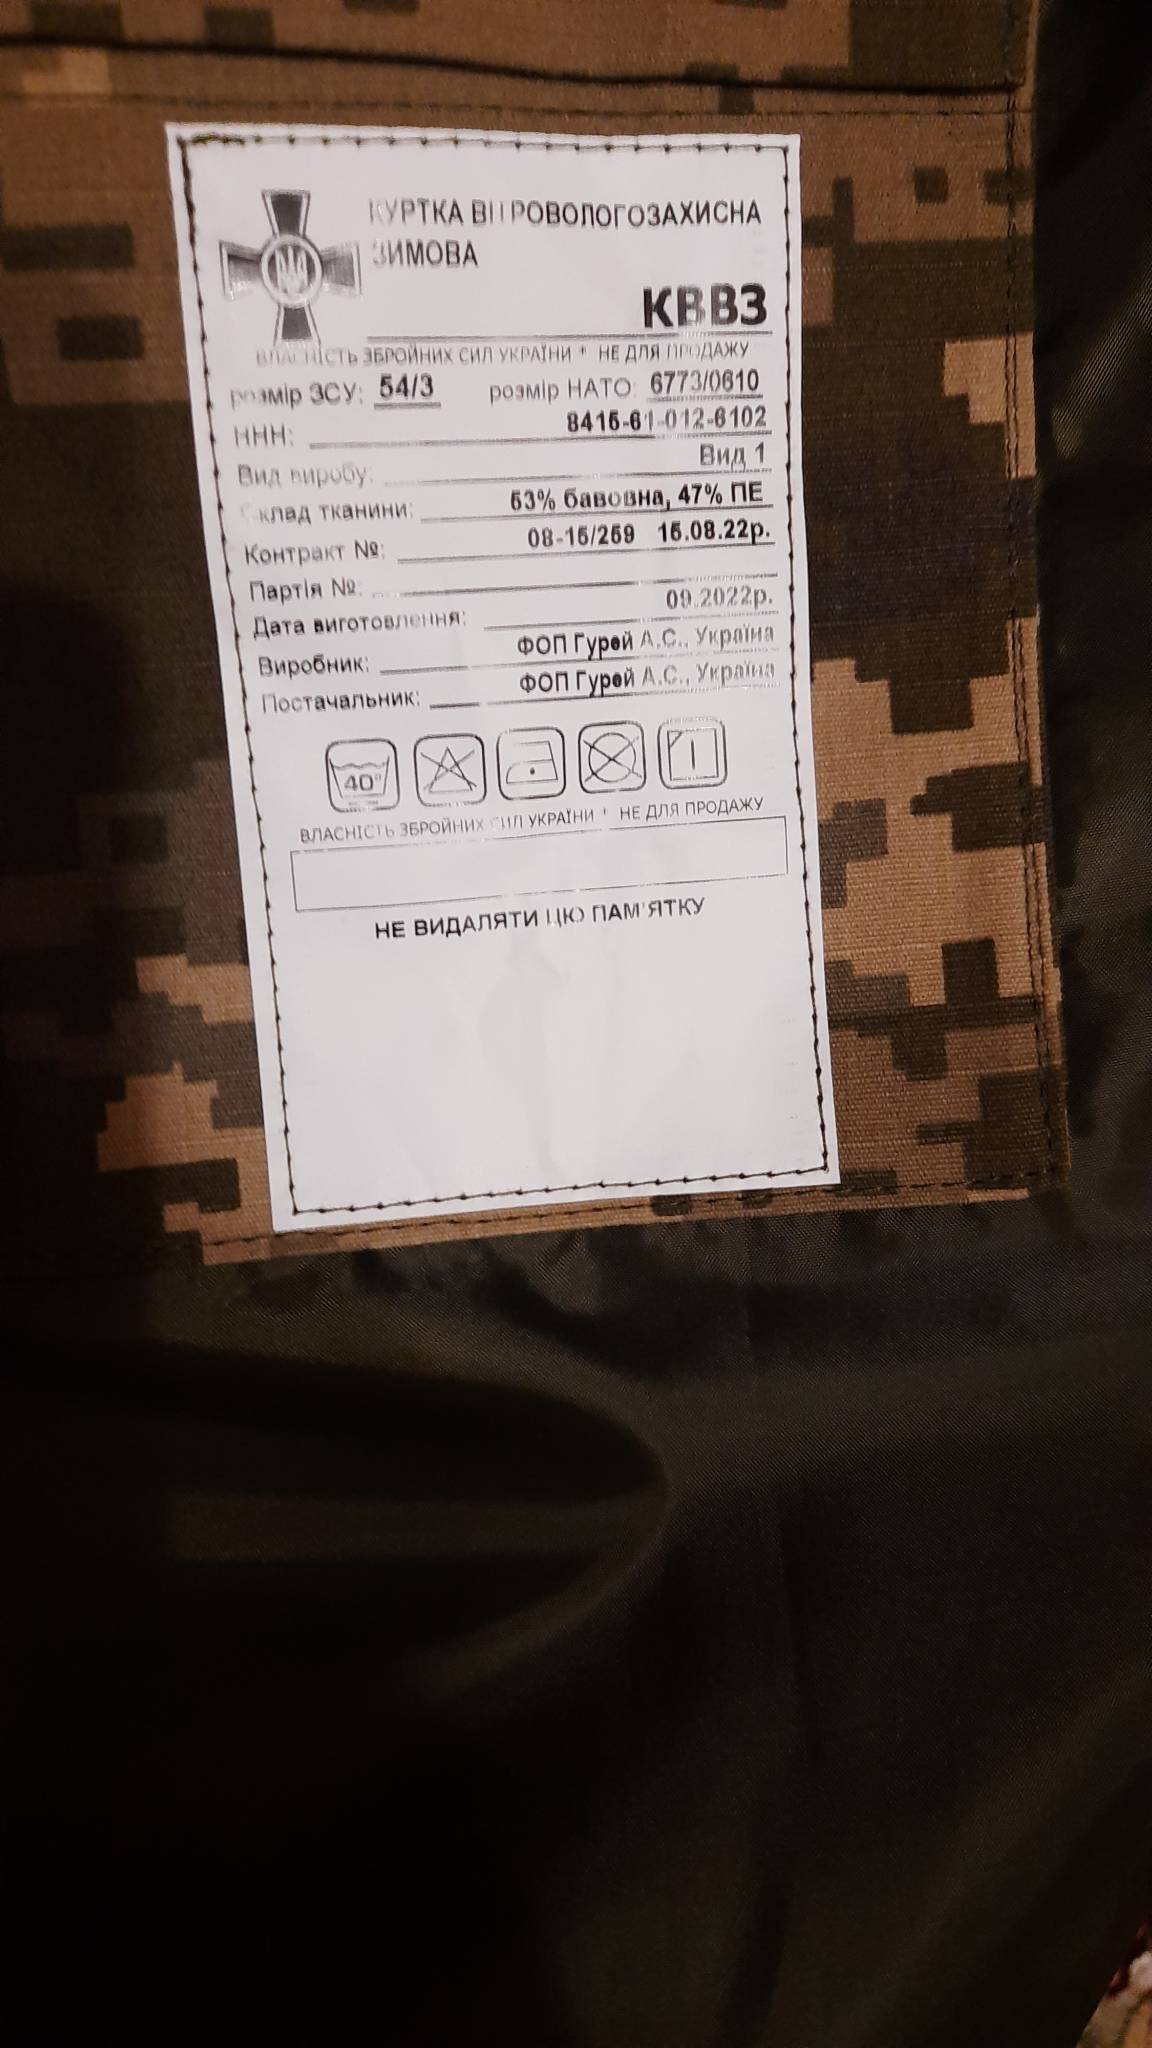 КУРТКА ВІТРОВОЛОГОЗАХИСНА
ЗИМОВА
КВВЗ
ВЛАСНІСТЬ ЗБРОЙНИХ СИЛ УКРАЇНИ * НЕ ДЛЯ ПРОДАЖУ
розмір ЗСУ: 54/3 розмір НАТО: 6773/0610
ННН: 8415-61-012-6102
Вид виробу: Вид 1
Склад тканини: 53% бавовна, 47% ПЕ
Контракт №: 08-15/259 15.08.22р.
Партія №:
Дата виготовлення: 09.2022р.
Виробник: ФОП Гурей А.С., Україна
Постачальник: ФОП Гурей А.С., Україна
40°
ВЛАСНІСТЬ ЗБРОЙНИХ СИЛ УКРАЇНИ * НЕ ДЛЯ ПРОДАЖУ
НЕ ВИДАЛЯТИ ЦЮ ПАМ'ЯТКУ